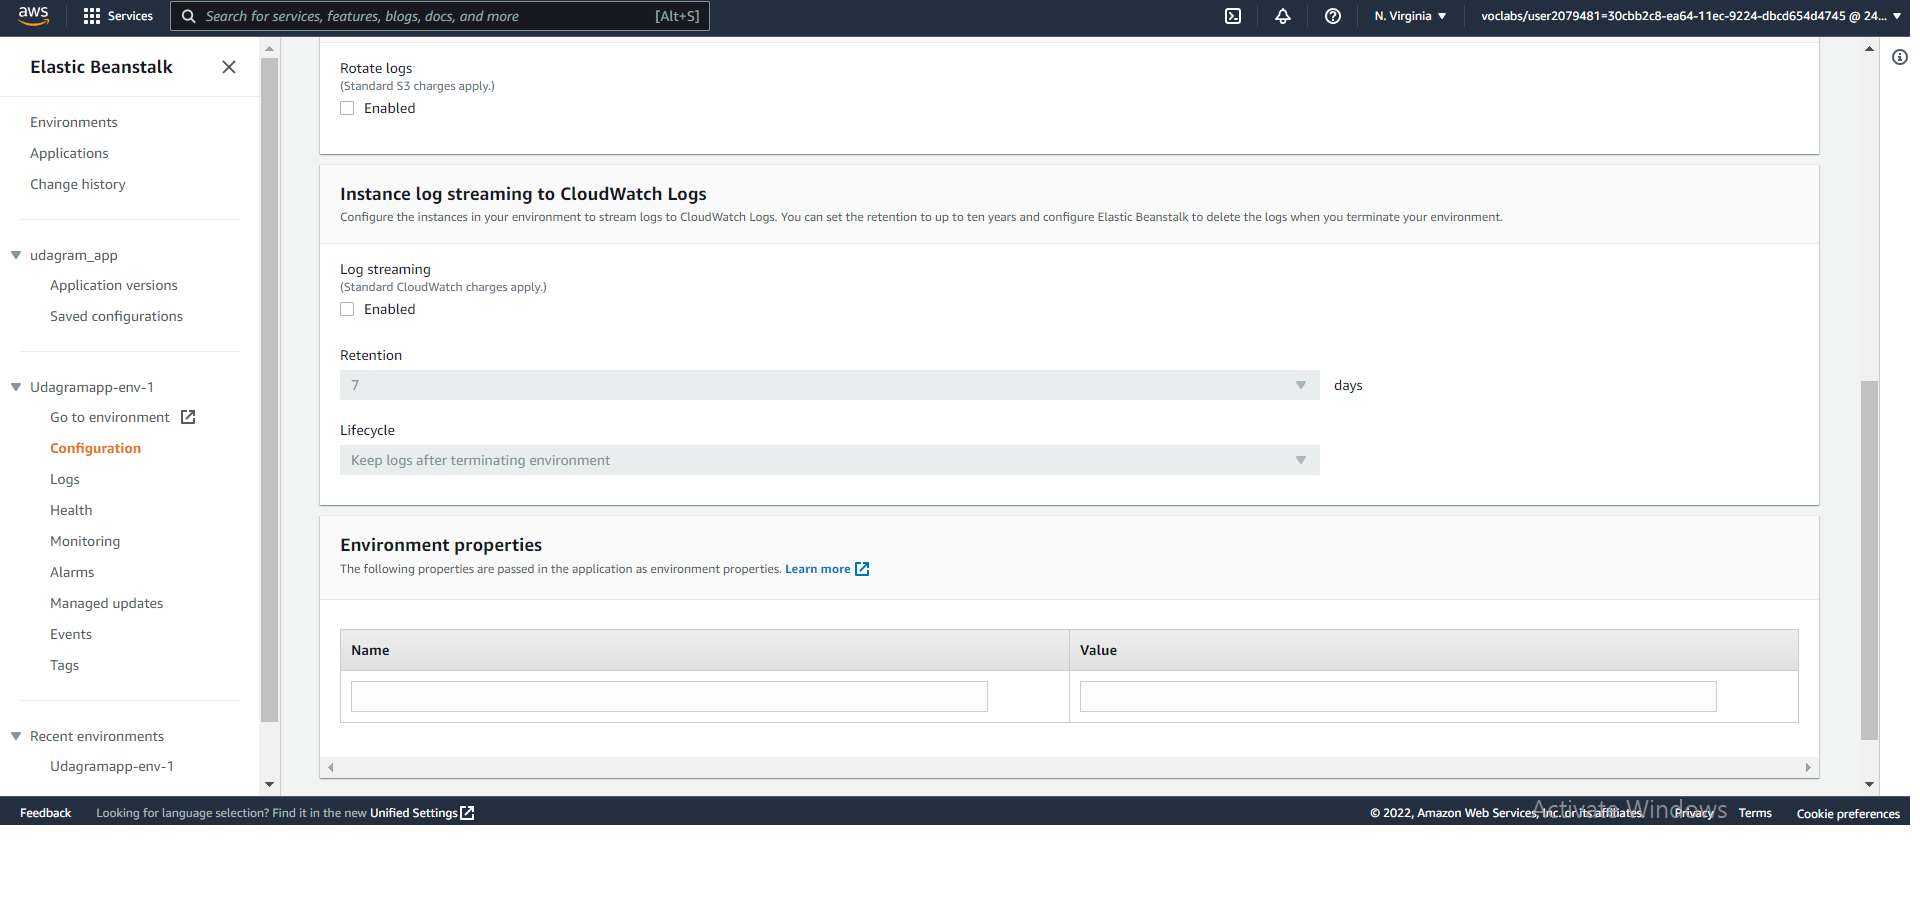 aws
Services
Search for services, features, blogs, docs, and more
[Alt+S]
N. Virginia
voclabs/user2079481=30cbb2c8-ea64-11ec-9224-dbcd654d4745 @ 24...
Elastic Beanstalk
Environments
Applications
Change history
udagram_app
Application versions
Saved configurations
Udagramapp-env-1
Go to environment
Configuration
Logs
Health
Monitoring
Alarms
Managed updates
Events
Tags
Recent environments
Udagramapp-env-1
Rotate logs
(Standard S3 charges apply.)
Enabled
Instance log streaming to CloudWatch Logs
Configure the instances in your environment to stream logs to CloudWatch Logs. You can set the retention to up to ten years and configure Elastic Beanstalk to delete the logs when you terminate your environment.
Log streaming
(Standard CloudWatch charges apply.)
Enabled
Retention
7 days
Lifecycle
Keep logs after terminating environment
Environment properties
The following properties are passed in the application as environment properties. Learn more
Name Value
Feedback
Looking for language selection? Find it in the new Unified Settings
© 2022, Amazon Web Services, Inc. or its affiliates.
Privacy
Terms
Cookie preferences
Activate Windows